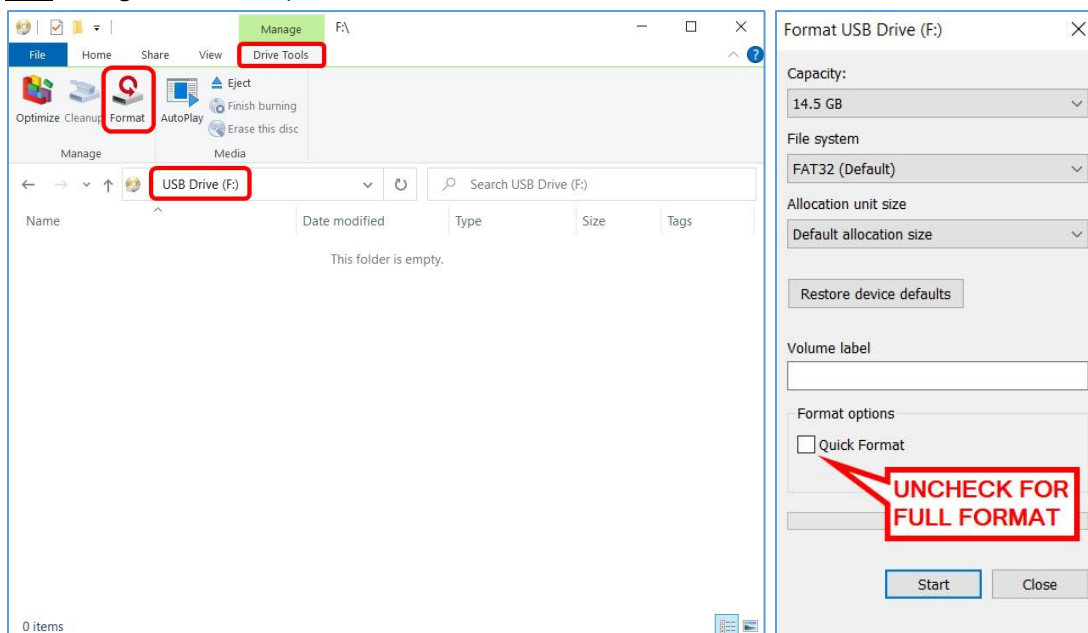 Manage F:\
File Home Share View Drive Tools
Optimize Cleanup Format AutoPlay
Eject
Finish burning
Erase this disc
Manage Media
USB Drive (F:) Search USB Drive (F:)
Name Date modified Type Size Tags
This folder is empty.
0 items
Format USB Drive (F:)
Capacity:
14.5 GB
File system
FAT32 (Default)
Allocation unit size
Default allocation size
Restore device defaults
Volume label
Format options
Quick Format
UNCHECK FOR
FULL FORMAT
Start Close